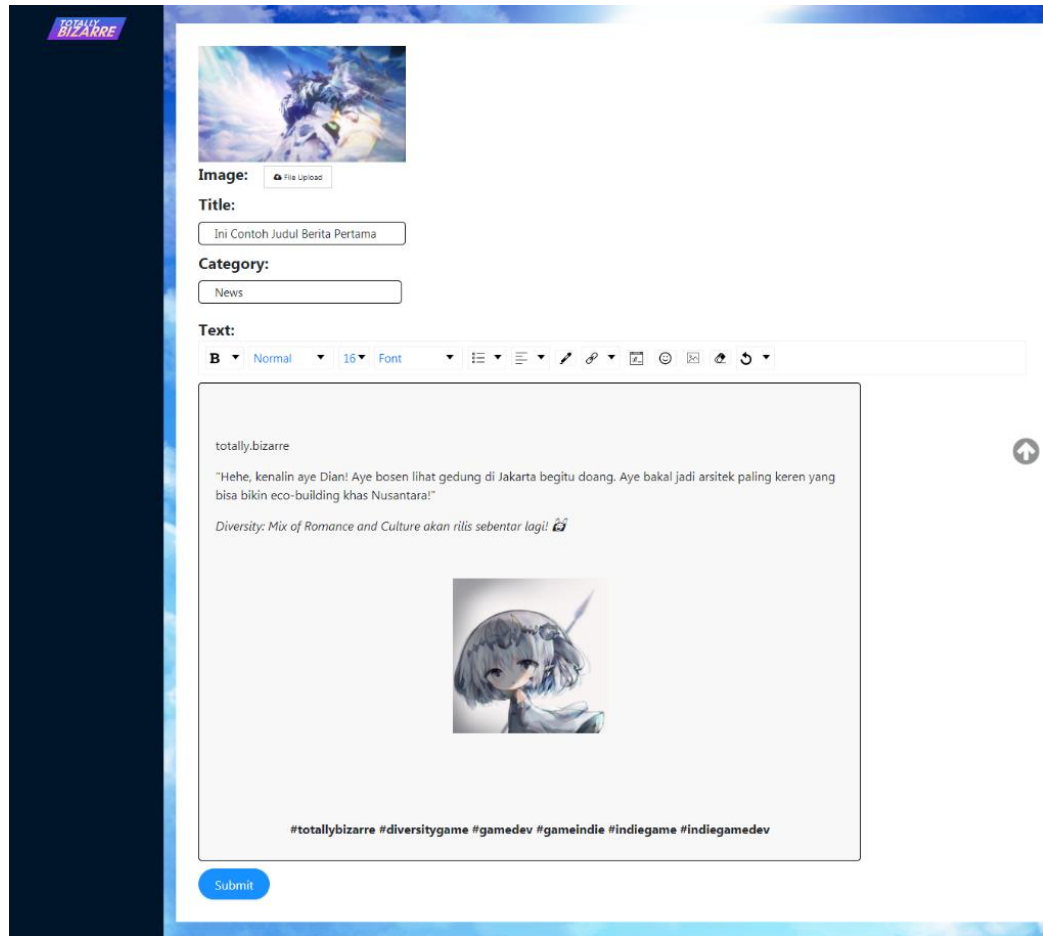 TOTALLY
BIZARRE
Image:
File Upload
Title:
Ini Contoh Judul Berita Pertama
Category:
News
Text:
B Normal 16 Font
totally.bizarre
"Hehe, kenalin aye Dian! Aye bosen lihat gedung di Jakarta begitu doang. Aye bakal jadi arsitek paling keren yang
bisa bikin eco-building khas Nusantara!"
Diversity: Mix of Romance and Culture akan rilis sebentar lagi!
#totallybizarre #diversitygame #gamedev #gameindie #indiegame #indiegamedev
Submit